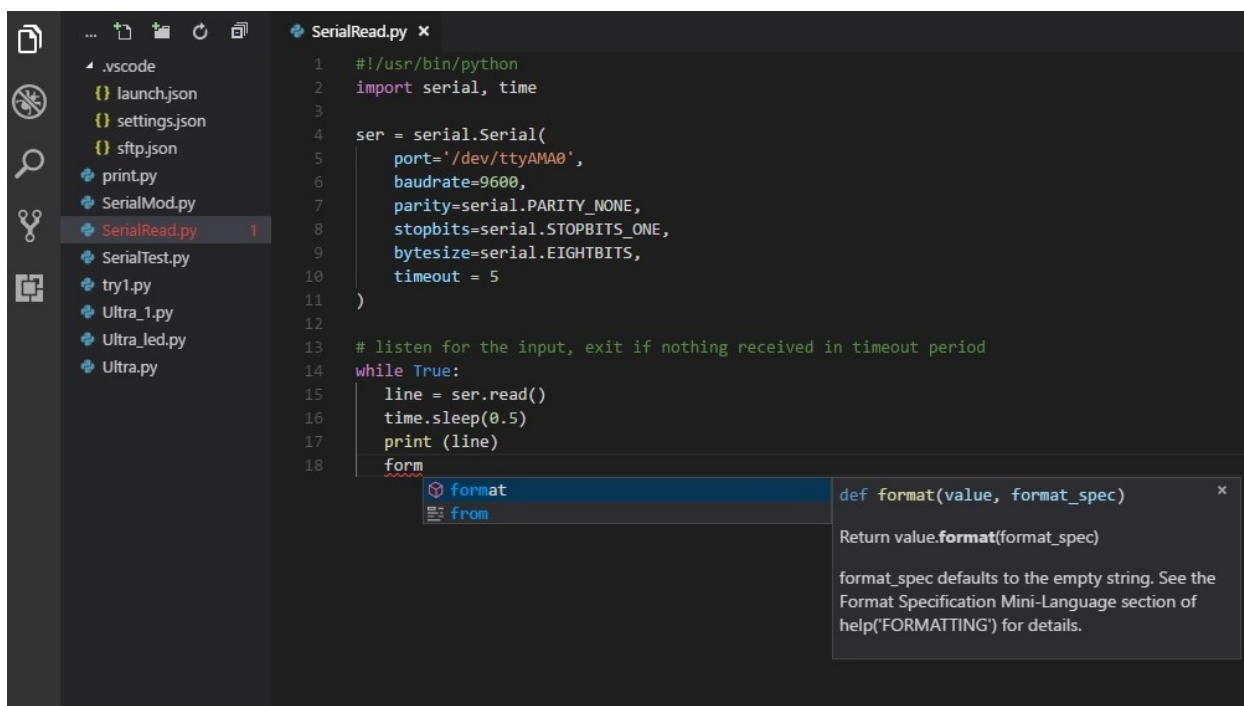 ...
SerialRead.py ×
.vscode
{} launch.json
{} settings.json
{} sftp.json
print.py
SerialMod.py
SerialRead.py 1
SerialTest.py
try1.py
Ultra_1.py
Ultra_led.py
Ultra.py
1 #!/usr/bin/python
2 import serial, time
3
4 ser = serial.Serial(
5 port='/dev/ttyAMA0',
6 baudrate=9600,
7 parity=serial.PARITY_NONE,
8 stopbits=serial.STOPBITS_ONE,
9 bytesize=serial.EIGHTBITS,
10 timeout = 5
11 )
12
13 # listen for the input, exit if nothing received in timeout period
14 while True:
15 line = ser.read()
16 time.sleep(0.5)
17 print (line)
18 form
format
from
def format(value, format_spec) ×
Return value.format(format_spec)
format_spec defaults to the empty string. See the
Format Specification Mini-Language section of
help('FORMATTING') for details.